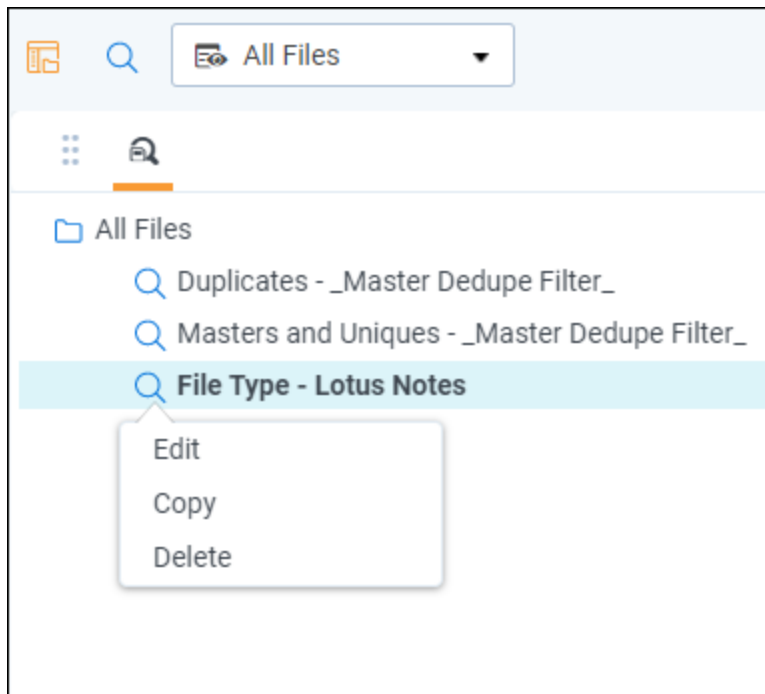 All Files
All Files
Duplicates - _Master Dedupe Filter_
Masters and Uniques - _Master Dedupe Filter_
File Type - Lotus Notes
Edit
Copy
Delete